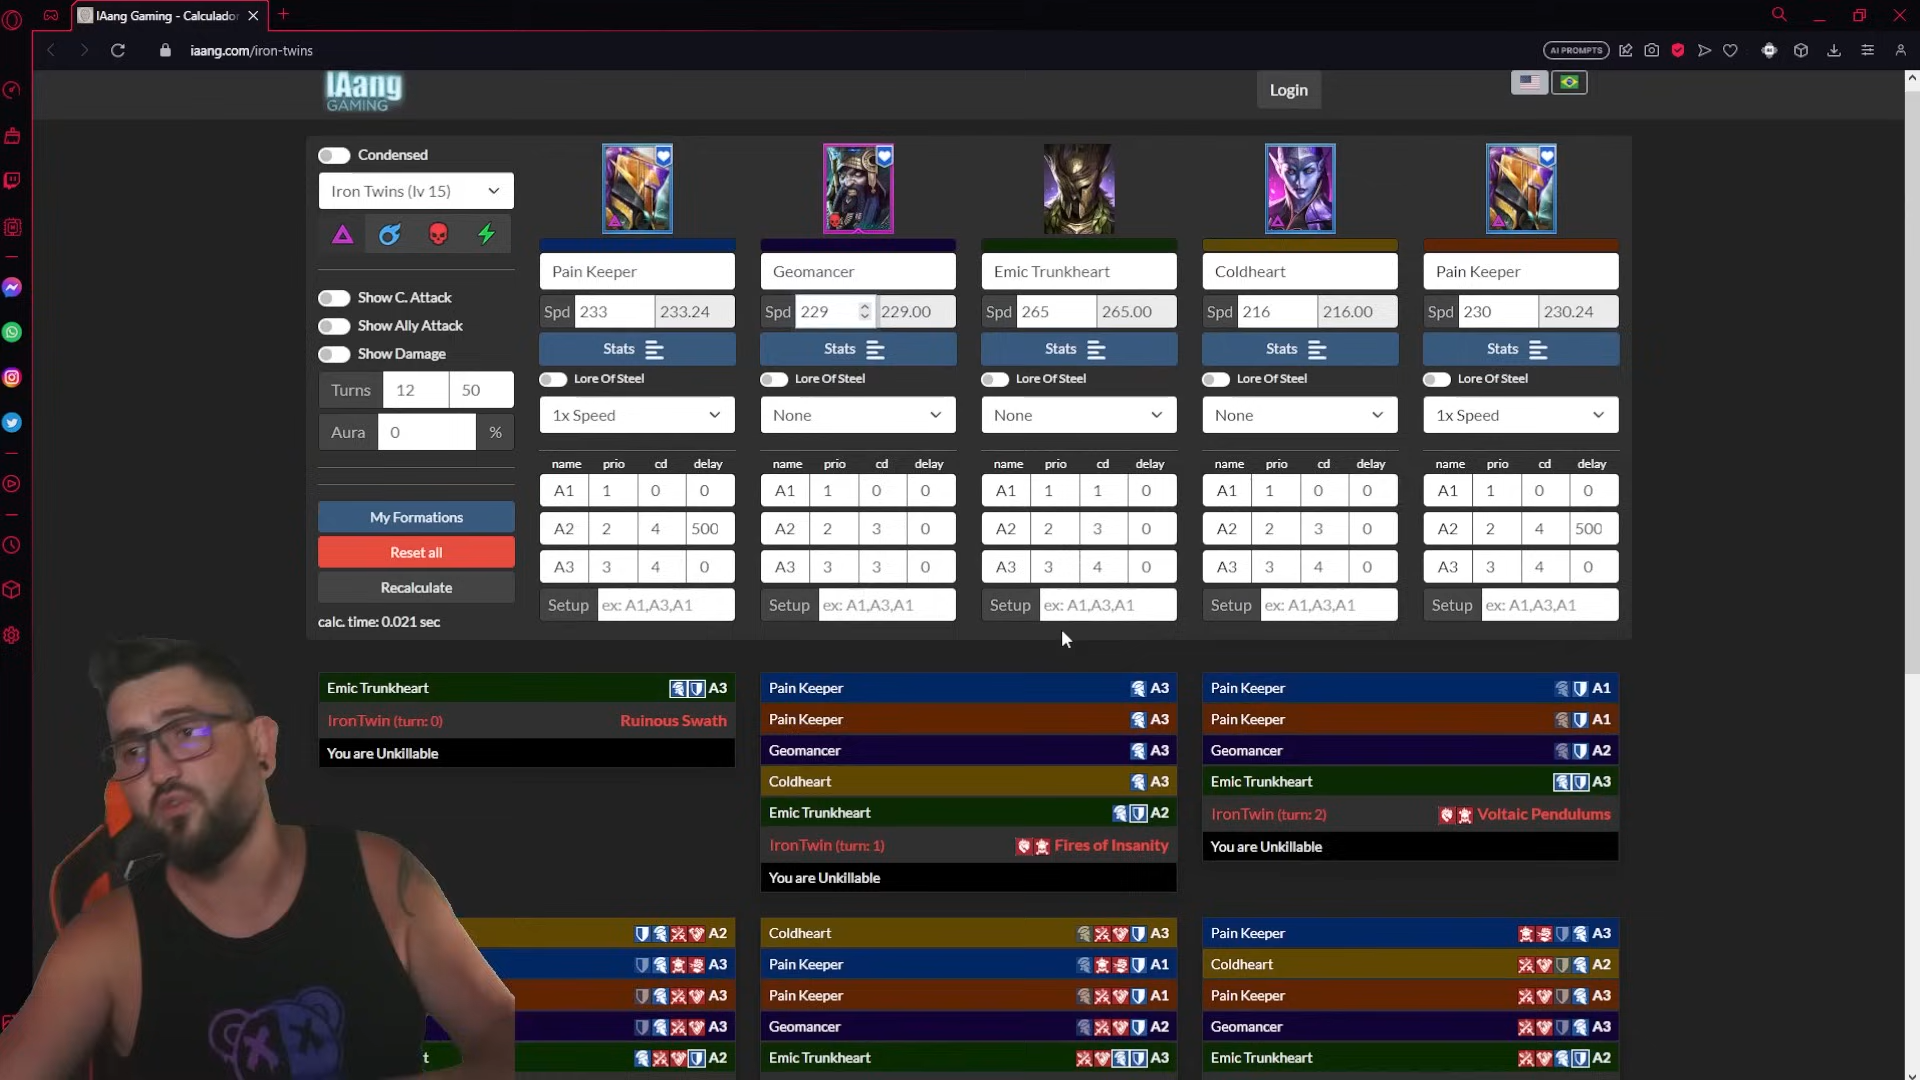 IAang Gaming - Calculado
iaang.com/iron-twins
AI PROMPTS
IAang
GAMING
Login
Condensed
Iron Twins (lv 15)
Show C. Attack
Show Ally Attack
Show Damage
Turns 12 50
Aura 0 %
My Formations
Reset all
Recalculate
calc. time: 0.021 sec
Pain Keeper
Spd 233 233.24
Stats
Lore Of Steel
1x Speed
name prio cd delay
A1 1 0 0
A2 2 4 500
A3 3 4 0
Setup ex: A1,A3,A1
Geomancer
Spd 229 229.00
Stats
Lore Of Steel
None
name prio cd delay
A1 1 0 0
A2 2 3 0
A3 3 3 0
Setup ex: A1,A3,A1
Emic Trunkheart
Spd 265 265.00
Stats
Lore Of Steel
None
name prio cd delay
A1 1 1 0
A2 2 3 0
A3 3 4 0
Setup ex: A1,A3,A1
Coldheart
Spd 216 216.00
Stats
Lore Of Steel
None
name prio cd delay
A1 1 0 0
A2 2 3 0
A3 3 4 0
Setup ex: A1,A3,A1
Pain Keeper
Spd 230 230.24
Stats
Lore Of Steel
1x Speed
name prio cd delay
A1 1 0 0
A2 2 4 500
A3 3 4 0
Setup ex: A1,A3,A1
Emic Trunkheart A3
IronTwin (turn: 0) Ruinous Swath
You are Unkillable
Pain Keeper A3
Pain Keeper A3
Geomancer A3
Coldheart A3
Emic Trunkheart A2
IronTwin (turn: 1) Fires of Insanity
You are Unkillable
Pain Keeper A1
Pain Keeper A1
Geomancer A2
Emic Trunkheart A3
IronTwin (turn: 2) Voltaic Pendulums
You are Unkillable
A2
A3
A3
A3
t A2
Coldheart A3
Pain Keeper A1
Pain Keeper A1
Geomancer A2
Emic Trunkheart A3
Pain Keeper A3
Coldheart A2
Pain Keeper A3
Geomancer A3
Emic Trunkheart A2